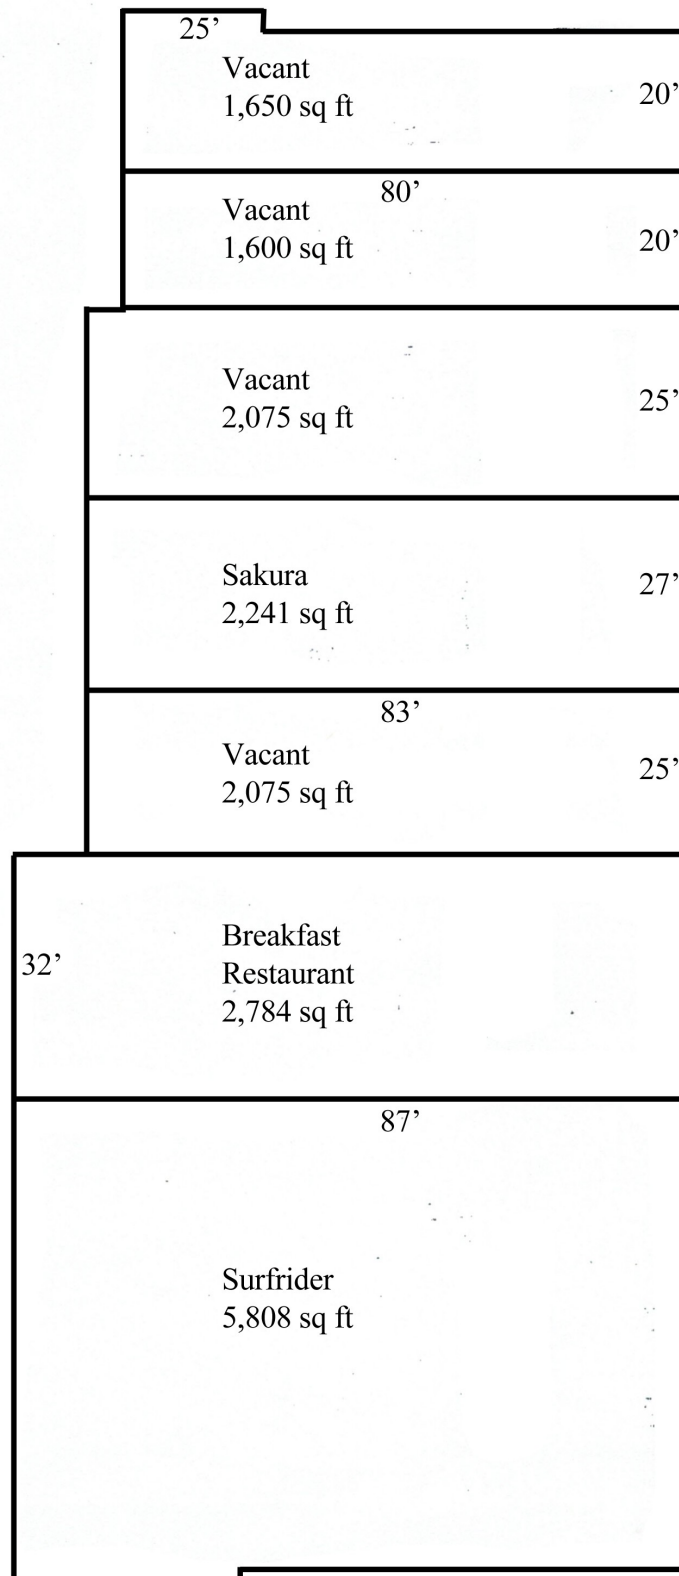 25’
Vacant
1,650 sq ft
20’
80’
Vacant
1,600 sq ft
20’
Vacant
2,075 sq ft
25’
Sakura
2,241 sq ft
27’
83’
Vacant
2,075 sq ft
25’
Breakfast
Restaurant
2,784 sq ft
32’
87’
Surfrider
5,808 sq ft